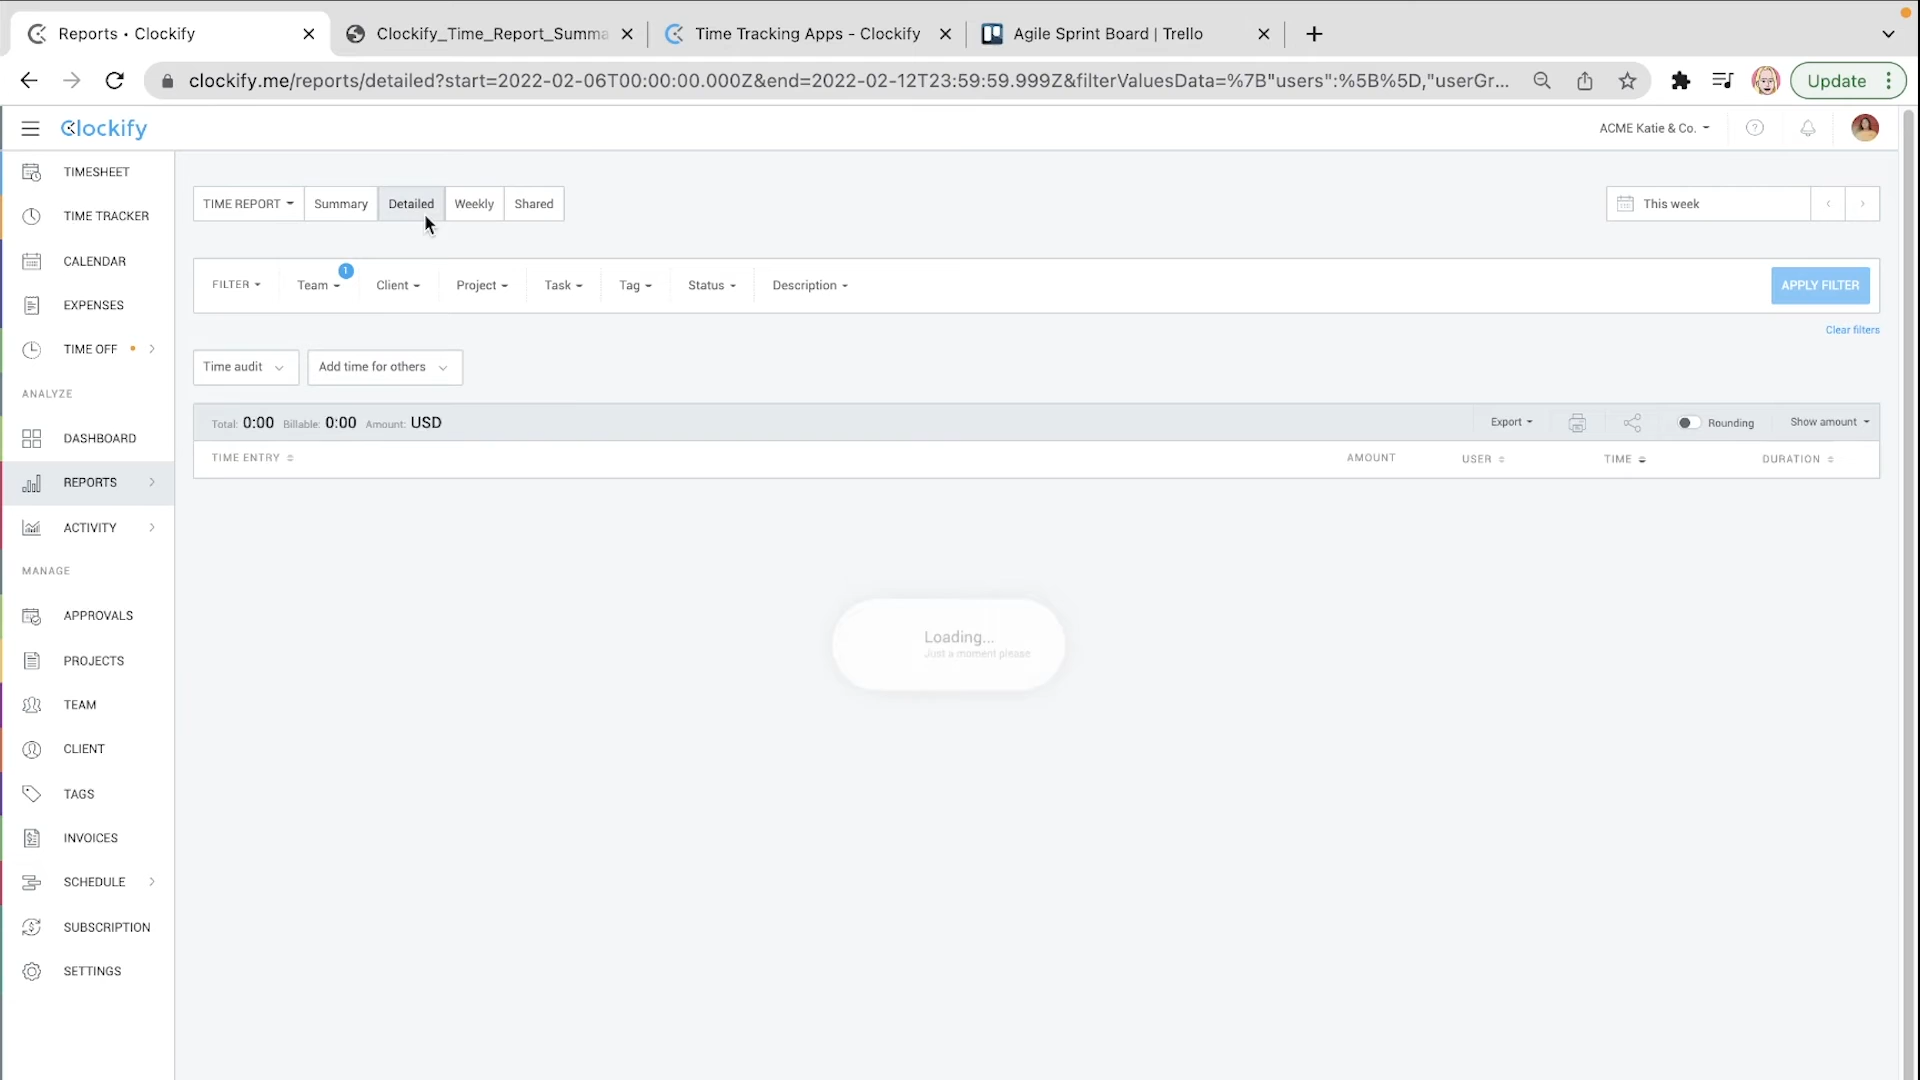 Reports • Clockify
Clockify_Time_Report_Summa
Time Tracking Apps - Clockify
Agile Sprint Board | Trello
clockify.me/reports/detailed?start=2022-02-06T00:00:00.000Z&end=2022-02-12T23:59:59.999Z&filterValuesData=%7B"users":%5B%5D,"userGr...
Update
Clockify
ACME Katie & Co.
TIMESHEET
TIME TRACKER
CALENDAR
EXPENSES
TIME OFF
ANALYZE
DASHBOARD
REPORTS
ACTIVITY
MANAGE
APPROVALS
PROJECTS
TEAM
CLIENT
TAGS
INVOICES
SCHEDULE
SUBSCRIPTION
SETTINGS
TIME REPORT Summary Detailed Weekly Shared
This week
FILTER Team 1 Client Project Task Tag Status Description
APPLY FILTER
Clear filters
Time audit Add time for others
Total: 0:00 Billable: 0:00 Amount: USD
Export Rounding Show amount
TIME ENTRY AMOUNT USER TIME DURATION
Loading...
Just a moment please